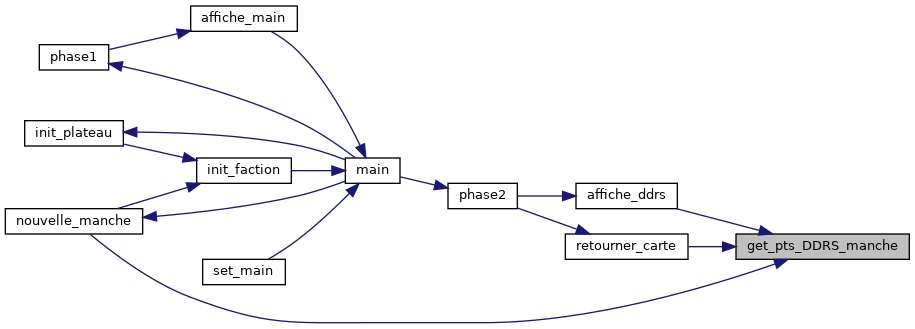 affiche_main
phase1
init_plateau
init_faction
main
nouvelle_manche
set_main
phase2
affiche_ddrs
retourner_carte
get_pts_DDRS_manche